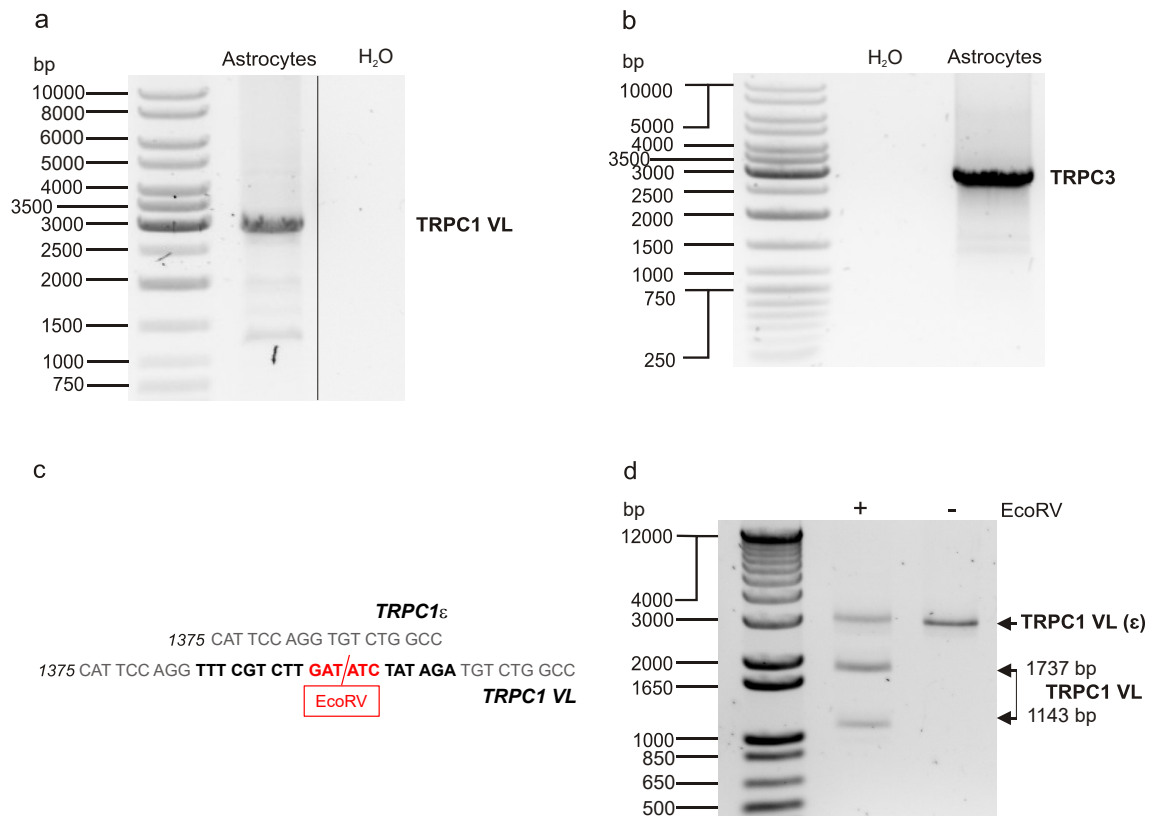 a
bp
Astrocytes
H₂O
10000
8000
6000
5000
4000
3500
3000
2500
2000
1500
1000
750
TRPC1 VL
b
H₂O
Astrocytes
10000
5000
4000
3500
3000
2500
2000
1500
1000
750
250
TRPC3
c
TRPC1ε
1375 CAT TCC AGG TGT CTG GCC
1375 CAT TCC AGG TTT CGT CTT GAT/ATC TAT AGA TGT CTG GCC
EcoRV
TRPC1 VL
d
bp
+ - EcoRV
12000
4000
3000
2000
1650
1000
850
650
500
TRPC1 VL (ε)
1737 bp
TRPC1 VL
1143 bp